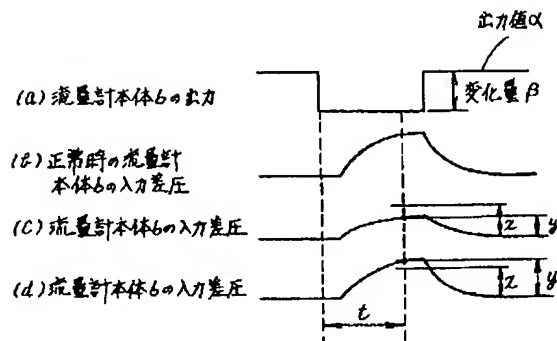 出力値α
(a) 流量計本体6の出力
変化量β
(b) 正常時の流量計
本体6の入力差圧
(c) 流量計本体6の入力差圧
z
y
(d) 流量計本体6の入力差圧
z
y
t